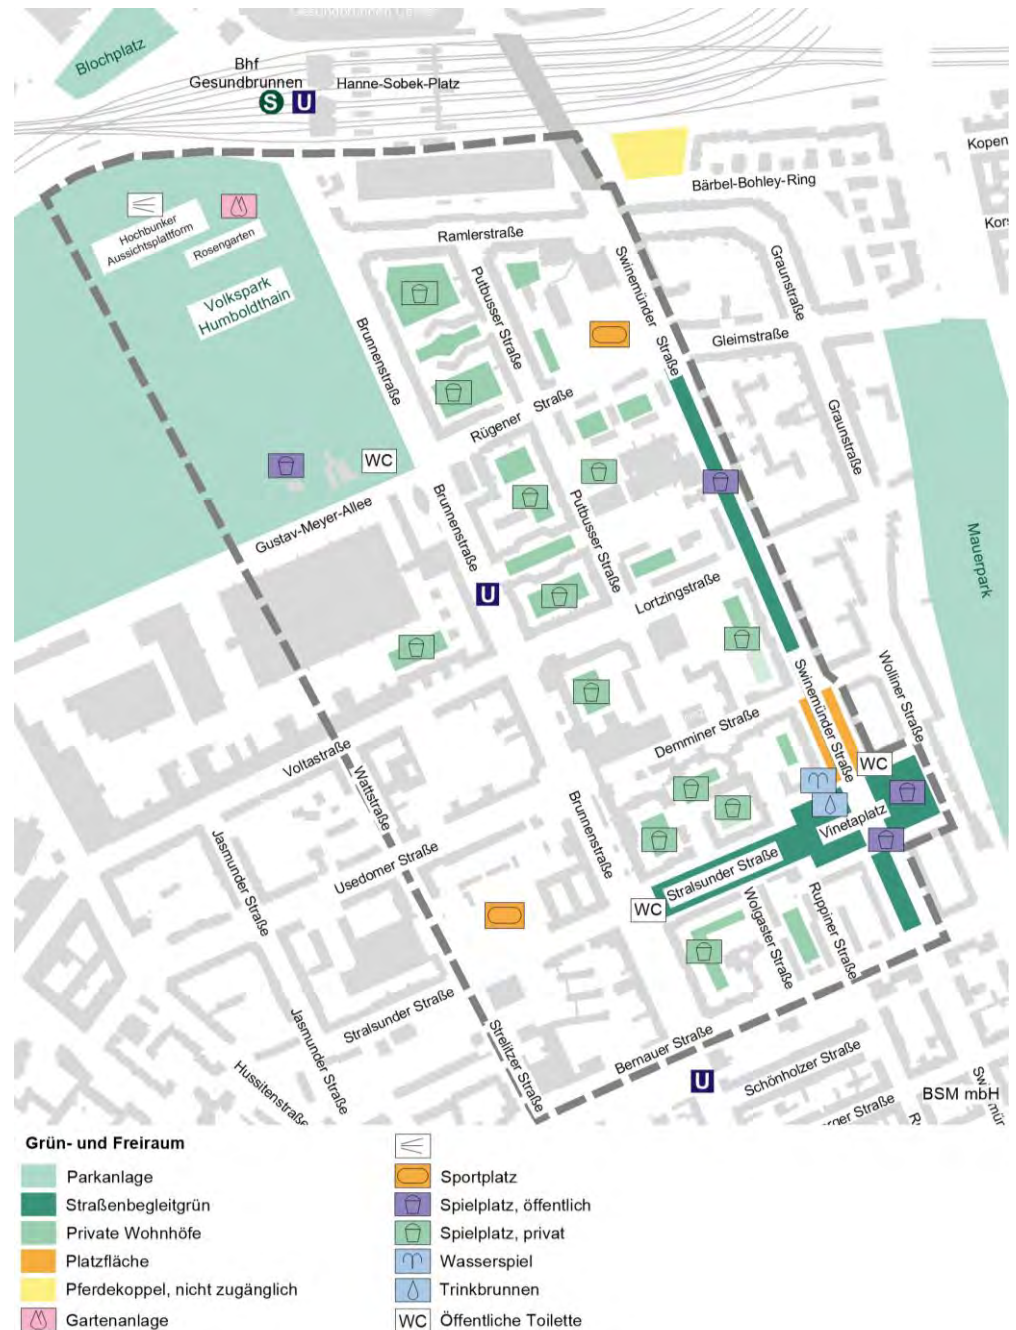 Blochplatz
Bhf
Gesundbrunnen
S
U
Hanne-Sobek-Platz
Kopen
Bärbel-Bohley-Ring
Kors
Hochbunker
Aussichtsplattform
Rosengarten
Ramlerstraße
Volkspark
Humboldthain
Putbusser Straße
Swinemünder Straße
Graunstraße
Gleimstraße
Brunnenstraße
Rügener Straße
Graunstraße
WC
Gustav-Meyer-Allee
Brunnenstraße
Putbusser Straße
Mauerpark
U
Lortzingstraße
Wolliner Straße
Swinemünder Straße
Demminer Straße
Voltastraße
Wattstraße
WC
Vinetaplatz
Brunnenstraße
Jasmunder Straße
Usedomer Straße
Stralsunder Straße
WC
Wolgaster Straße
Ruppiner Straße
Stralsunder Straße
Jasmunder Straße
Strelitzer Straße
Bernauer Straße
Hussitenstraße
U
Schönholzer Straße
BSM mbH
Swinemün
erger Straße
Grün- und Freiraum
Parkanlage
Straßenbegleitgrün
Private Wohnhöfe
Platzfläche
Pferdekoppel, nicht zugänglich
Gartenanlage
Sportplatz
Spielplatz, öffentlich
Spielplatz, privat
Wasserspiel
Trinkbrunnen
WC Öffentliche Toilette